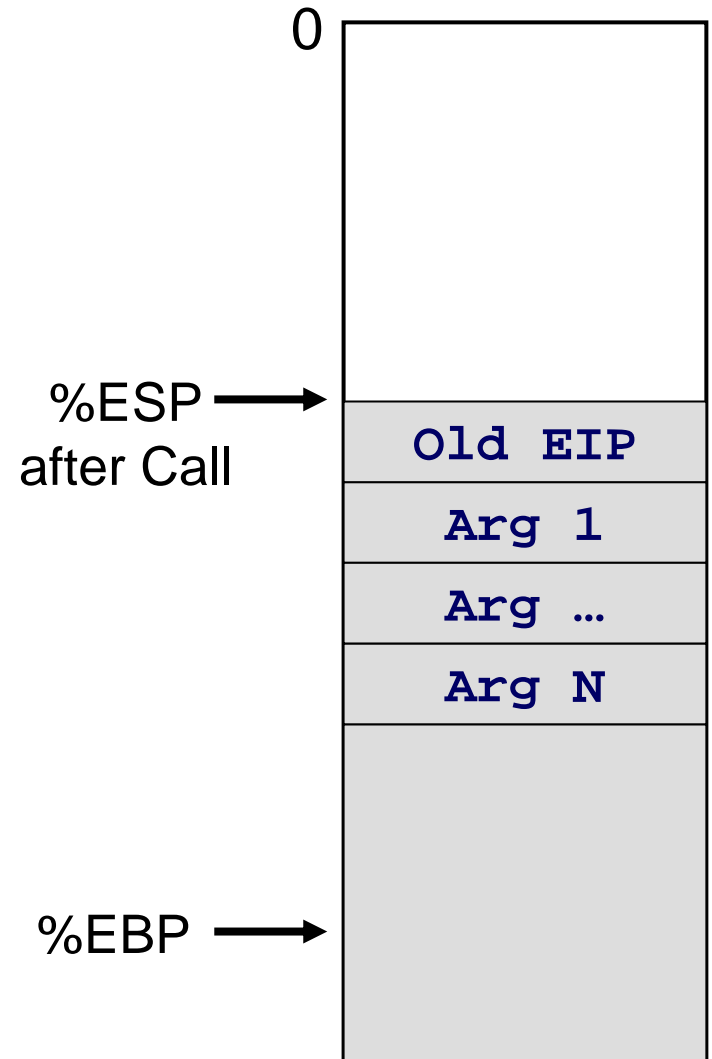 0
%ESP
after Call
Old EIP
Arg 1
Arg …
Arg N
%EBP